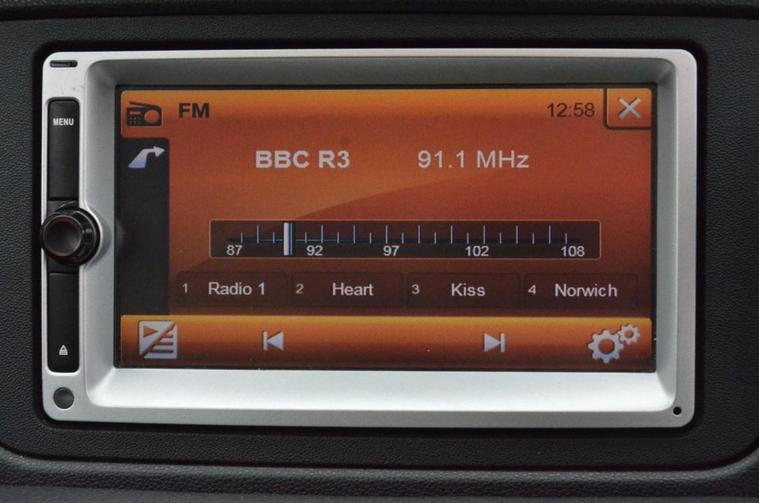 MENU
FM 12:58
BBC R3 91.1 MHz
87 92 97 102 108
1 Radio 1 2 Heart 3 Kiss 4 Norwich